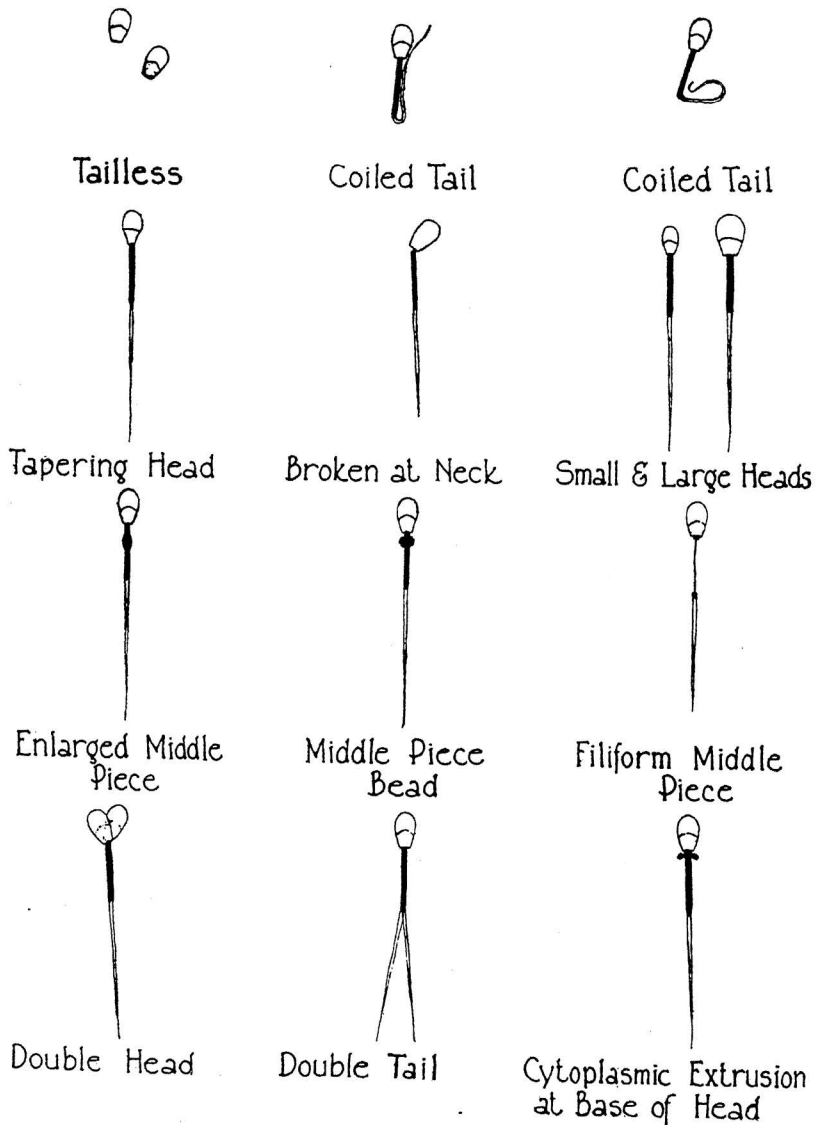 Tailless
Coiled Tail
Coiled Tail
Tapering Head
Broken at Neck
Small & Large Heads
Enlarged Middle
Piece
Middle Piece
Bead
Filiform Middle
Piece
Double Head
Double Tail
Cytoplasmic Extrusion
at Base of Head